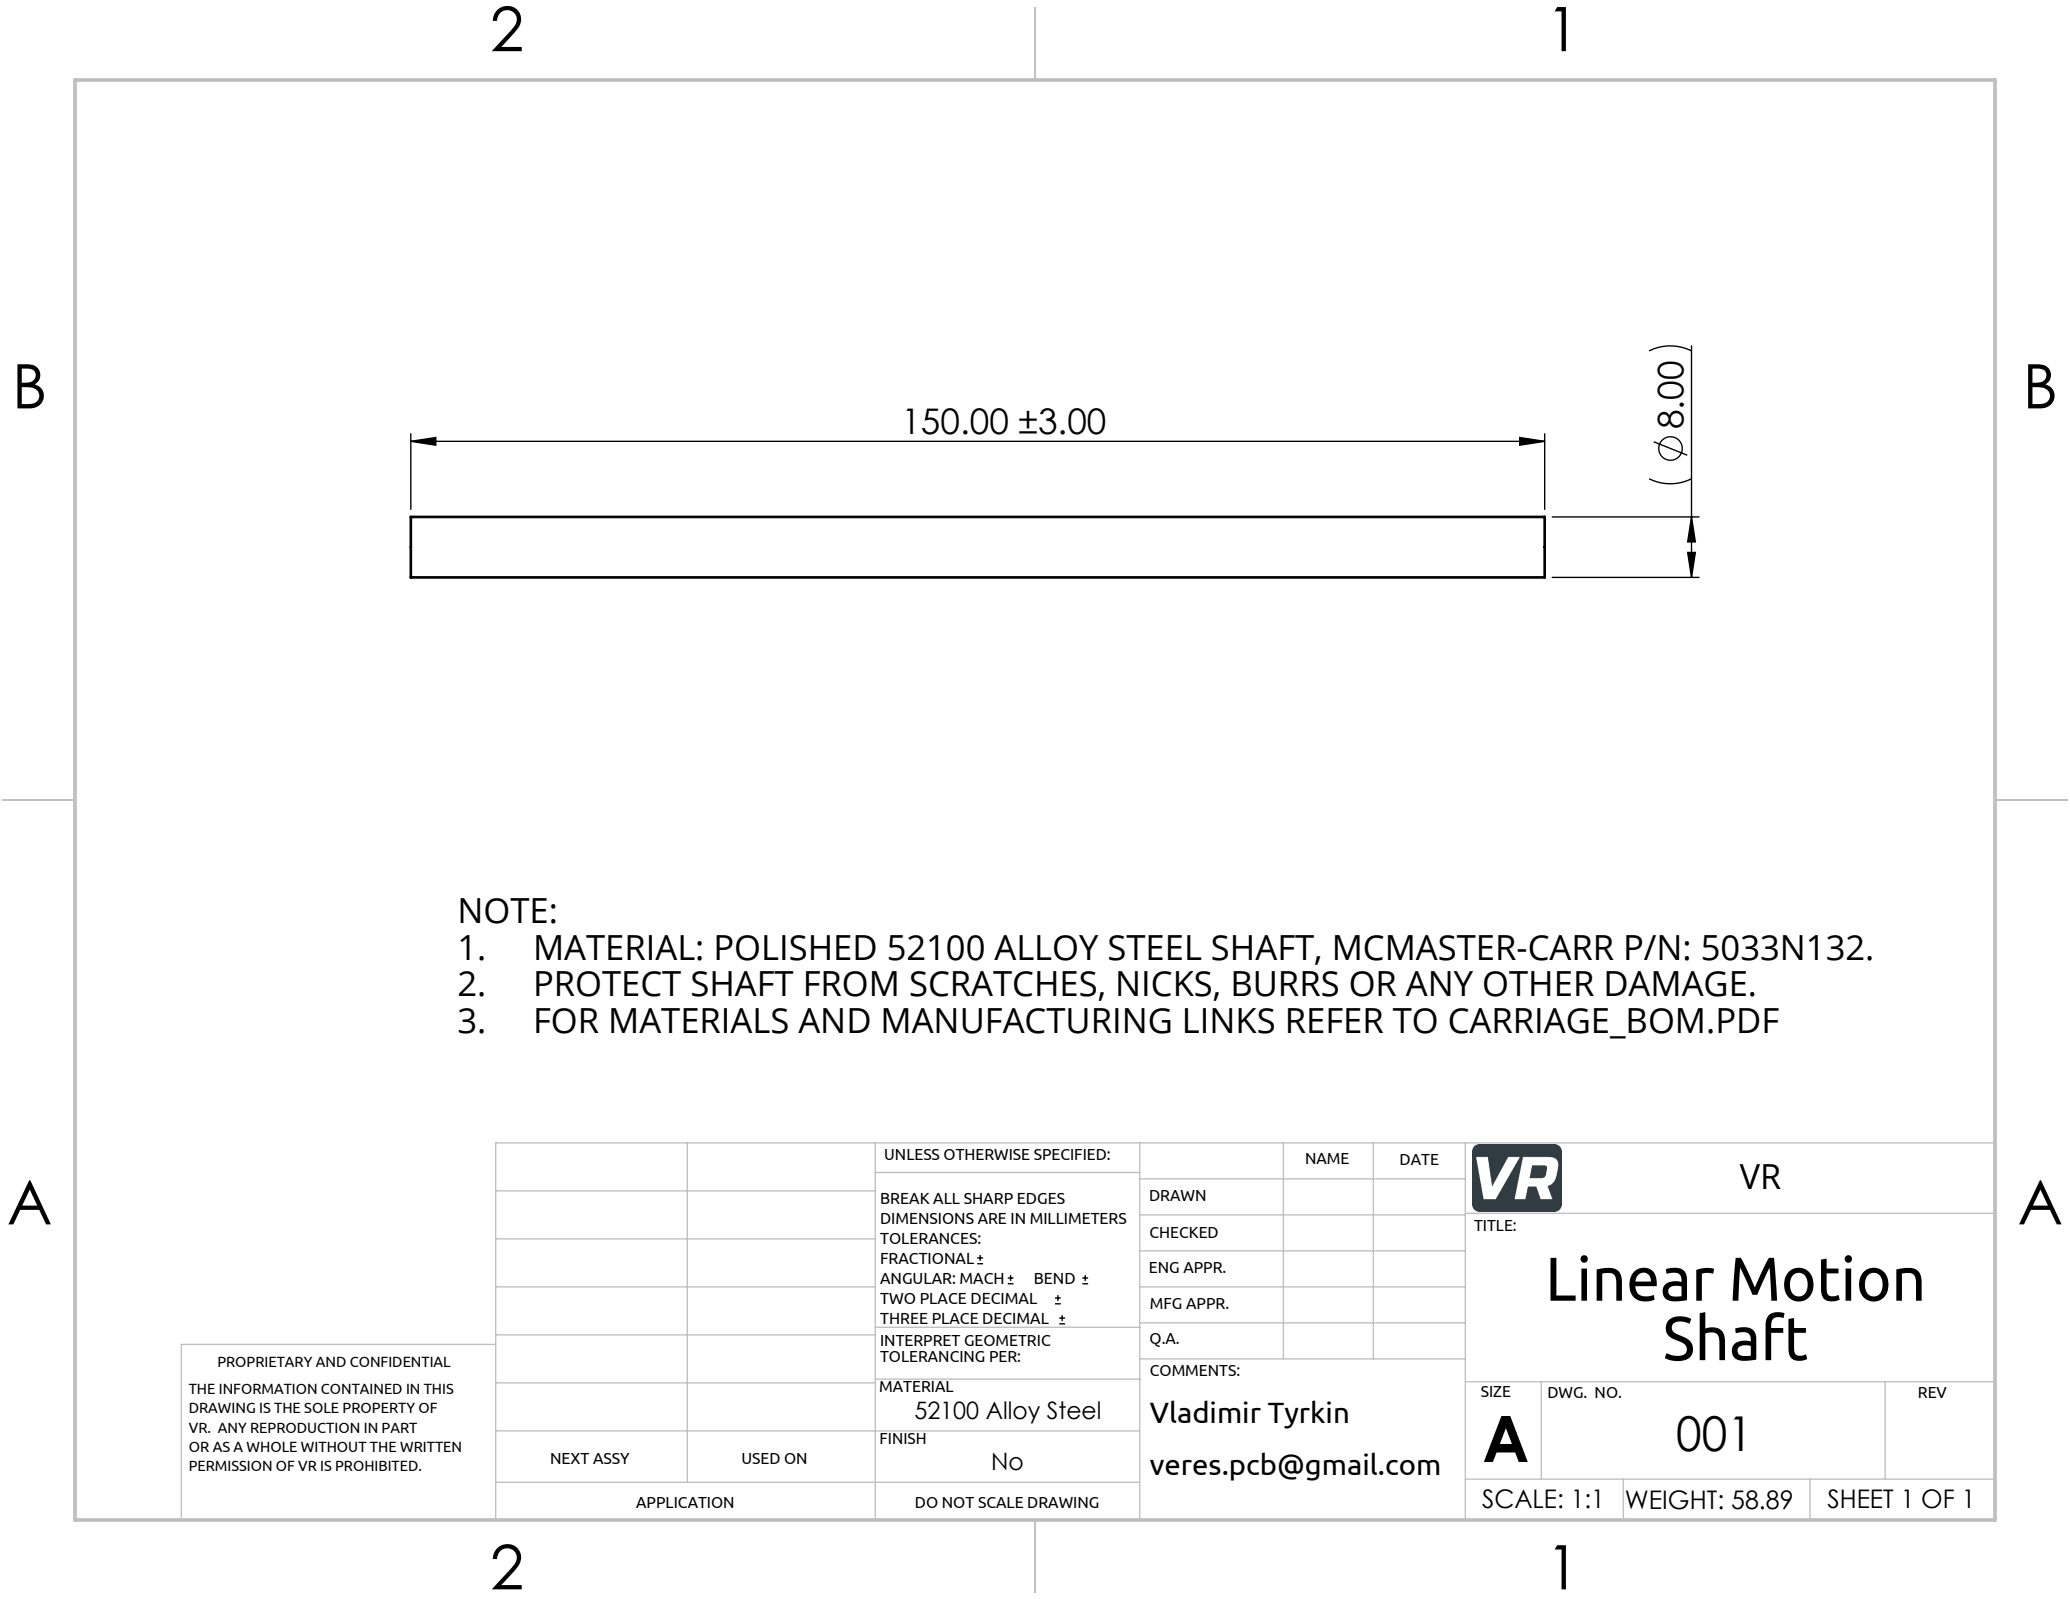 2 1
B B
150.00 ±3.00
( ⌀8.00 )
NOTE:
1. MATERIAL: POLISHED 52100 ALLOY STEEL SHAFT, MCMASTER-CARR P/N: 5033N132.
2. PROTECT SHAFT FROM SCRATCHES, NICKS, BURRS OR ANY OTHER DAMAGE.
3. FOR MATERIALS AND MANUFACTURING LINKS REFER TO CARRIAGE_BOM.PDF
A A
PROPRIETARY AND CONFIDENTIAL
THE INFORMATION CONTAINED IN THIS
DRAWING IS THE SOLE PROPERTY OF
VR. ANY REPRODUCTION IN PART
OR AS A WHOLE WITHOUT THE WRITTEN
PERMISSION OF VR IS PROHIBITED.
NEXT ASSY USED ON
APPLICATION
UNLESS OTHERWISE SPECIFIED:
BREAK ALL SHARP EDGES
DIMENSIONS ARE IN MILLIMETERS
TOLERANCES:
FRACTIONAL ±
ANGULAR: MACH ± BEND ±
TWO PLACE DECIMAL ±
THREE PLACE DECIMAL ±
INTERPRET GEOMETRIC
TOLERANCING PER:
MATERIAL
52100 Alloy Steel
FINISH
No
DO NOT SCALE DRAWING
NAME DATE
DRAWN
CHECKED
ENG APPR.
MFG APPR.
Q.A.
COMMENTS:
Vladimir Tyrkin
veres.pcb@gmail.com
VR VR
TITLE:
Linear Motion
Shaft
SIZE DWG. NO. REV
A 001
SCALE: 1:1 WEIGHT: 58.89 SHEET 1 OF 1
2 1